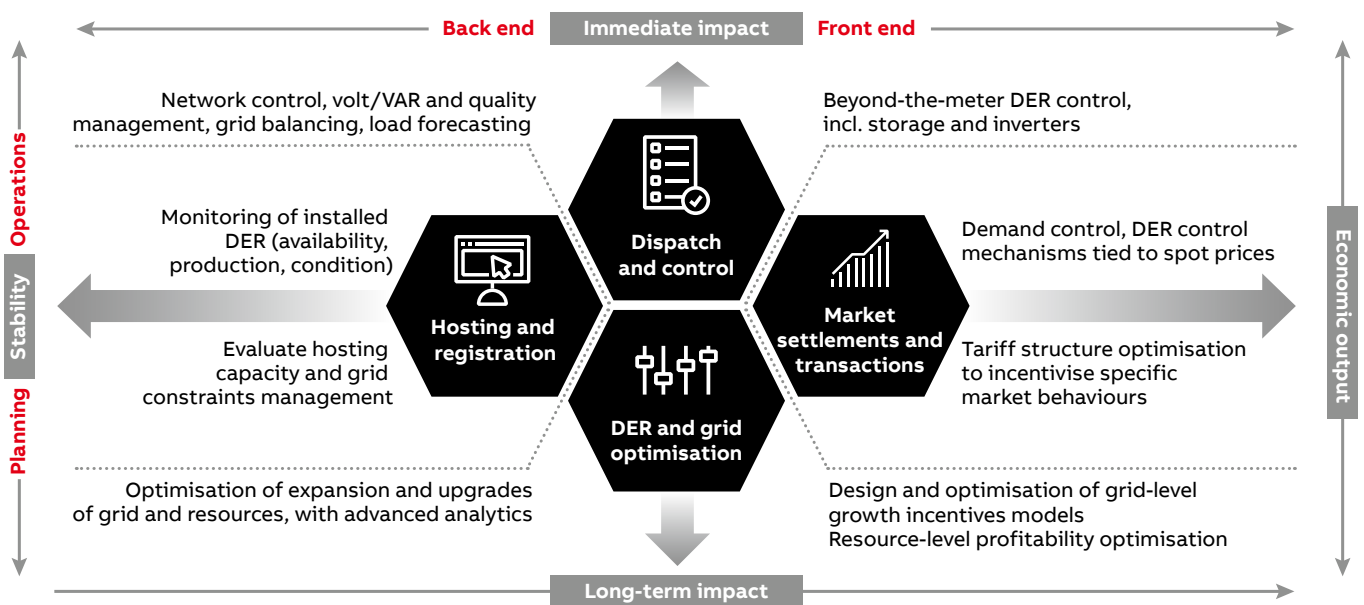 Back end
Immediate impact
Front end
Network control, volt/VAR and quality
management, grid balancing, load forecasting
Beyond-the-meter DER control,
incl. storage and inverters
Operations
Stability
Planning
Monitoring of installed
DER (availability,
production, condition)
Dispatch
and control
Demand control, DER control
mechanisms tied to spot prices
Economic output
Hosting and
registration
Market
settlements and
transactions
Evaluate hosting
capacity and grid
constraints management
Tariff structure optimisation
to incentivise specific
market behaviours
DER and grid
optimisation
Optimisation of expansion and upgrades
of grid and resources, with advanced analytics
Design and optimisation of grid-level
growth incentives models
Resource-level profitability optimisation
Long-term impact